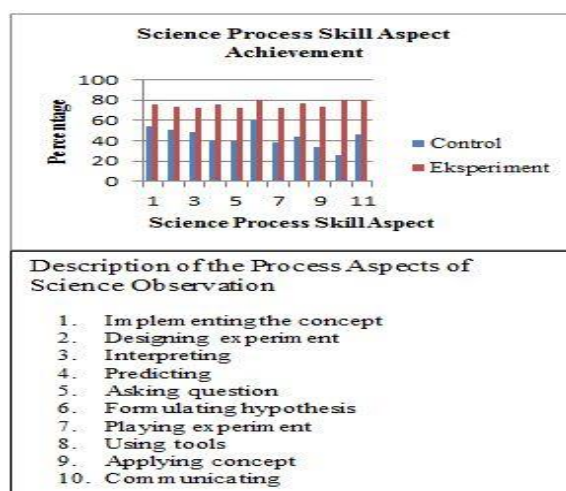 Science Process Skill Aspect
Achievement
100
80
60
40
20
0
Percentage
1 3 5 7 9 11
Control
Eksperiment
Science Process Skill Aspect
Description of the Process Aspects of
Science Observation
1. Implementing the concept
2. Designing experiment
3. Interpreting
4. Predicting
5. Asking question
6. Formulating hypothesis
7. Playing experiment
8. Using tools
9. Applying concept
10. Communicating